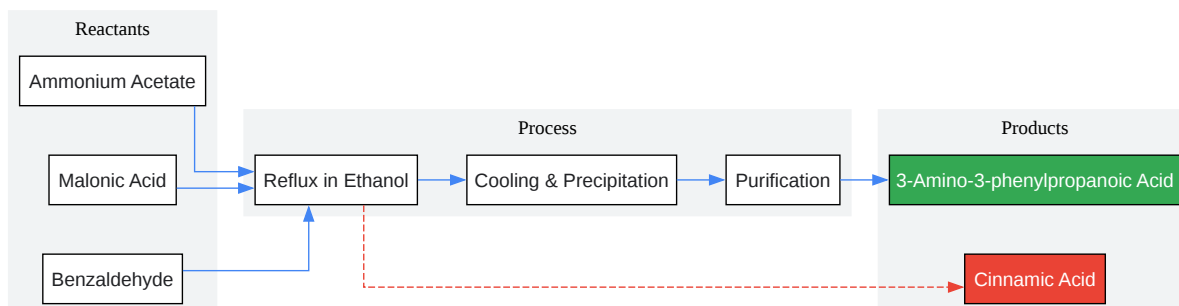 Reactants
Ammonium Acetate
Malonic Acid
Benzaldehyde
Process
Reflux in Ethanol
Cooling & Precipitation
Purification
Products
3-Amino-3-phenylpropanoic Acid
Cinnamic Acid